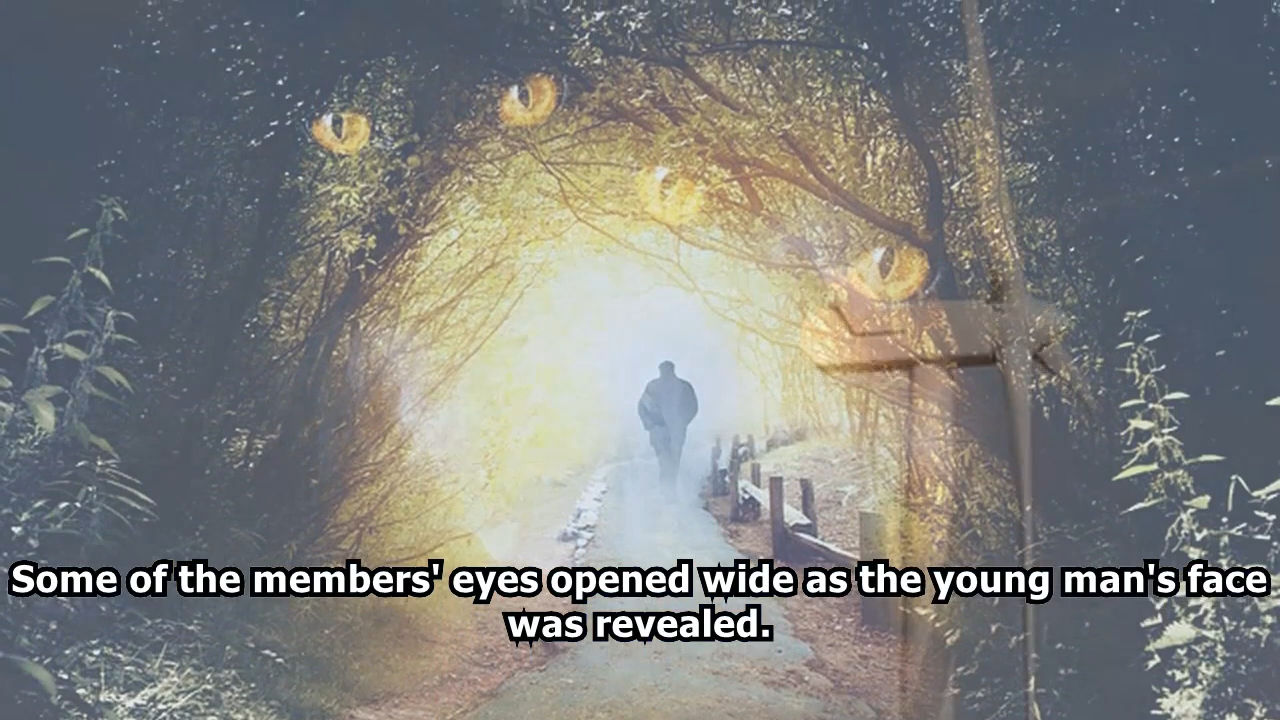 Some of the members' eyes opened wide as the young man's face
was revealed.